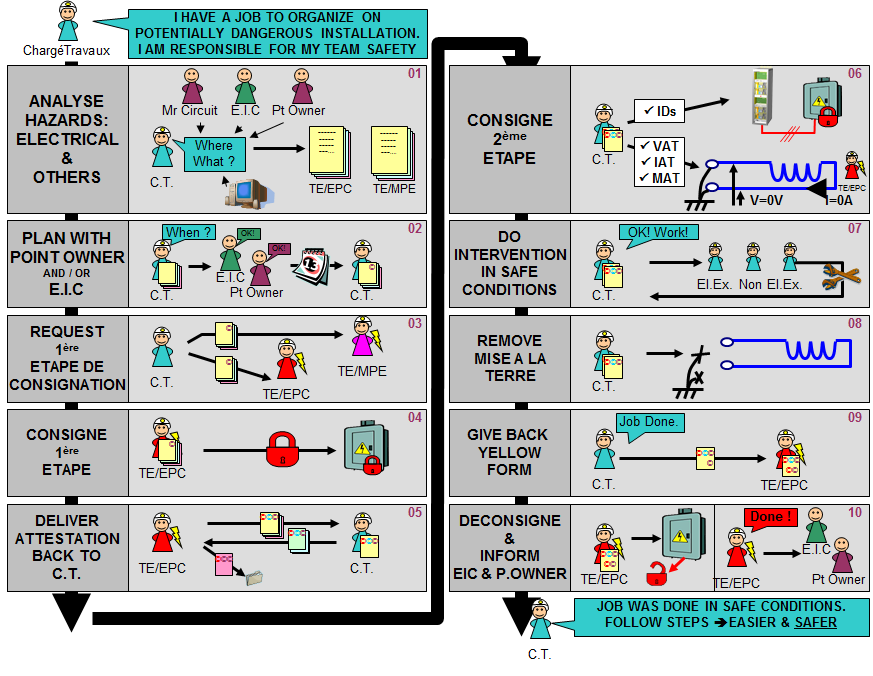 I HAVE A JOB TO ORGANIZE ON
POTENTIALLY DANGEROUS INSTALLATION.
I AM RESPONSIBLE FOR MY TEAM SAFETY
ChargéTravaux
ANALYSE
HAZARDS:
ELECTRICAL
&
OTHERS
01
Mr Circuit
E.I.C
Pt Owner
Where
What ?
C.T.
TE/EPC
TE/MPE
PLAN WITH
POINT OWNER
AND / OR
E.I.C
02
When ?
OK!
OK!
C.T.
E.I.C
Pt Owner
C.T.
REQUEST
1ère
ETAPE DE
CONSIGNATION
03
C.T.
TE/EPC
TE/MPE
CONSIGNE
1ère
ETAPE
04
TE/EPC
DELIVER
ATTESTATION
BACK TO
C.T.
05
TE/EPC
C.T.
CONSIGNE
2ème
ETAPE
06
✓ IDs
✓ VAT
✓ IAT
✓ MAT
C.T.
TE/EPC
V=0V
I=0A
DO
INTERVENTION
IN SAFE
CONDITIONS
07
OK! Work!
C.T.
El.Ex.
Non El.Ex.
REMOVE
MISE A LA
TERRE
08
C.T.
GIVE BACK
YELLOW
FORM
09
Job Done.
C.T.
TE/EPC
DECONSIGNE
&
INFORM
EIC & P.OWNER
10
TE/EPC
Done !
TE/EPC
E.I.C
Pt Owner
JOB WAS DONE IN SAFE CONDITIONS.
FOLLOW STEPS ➔EASIER & SAFER
C.T.